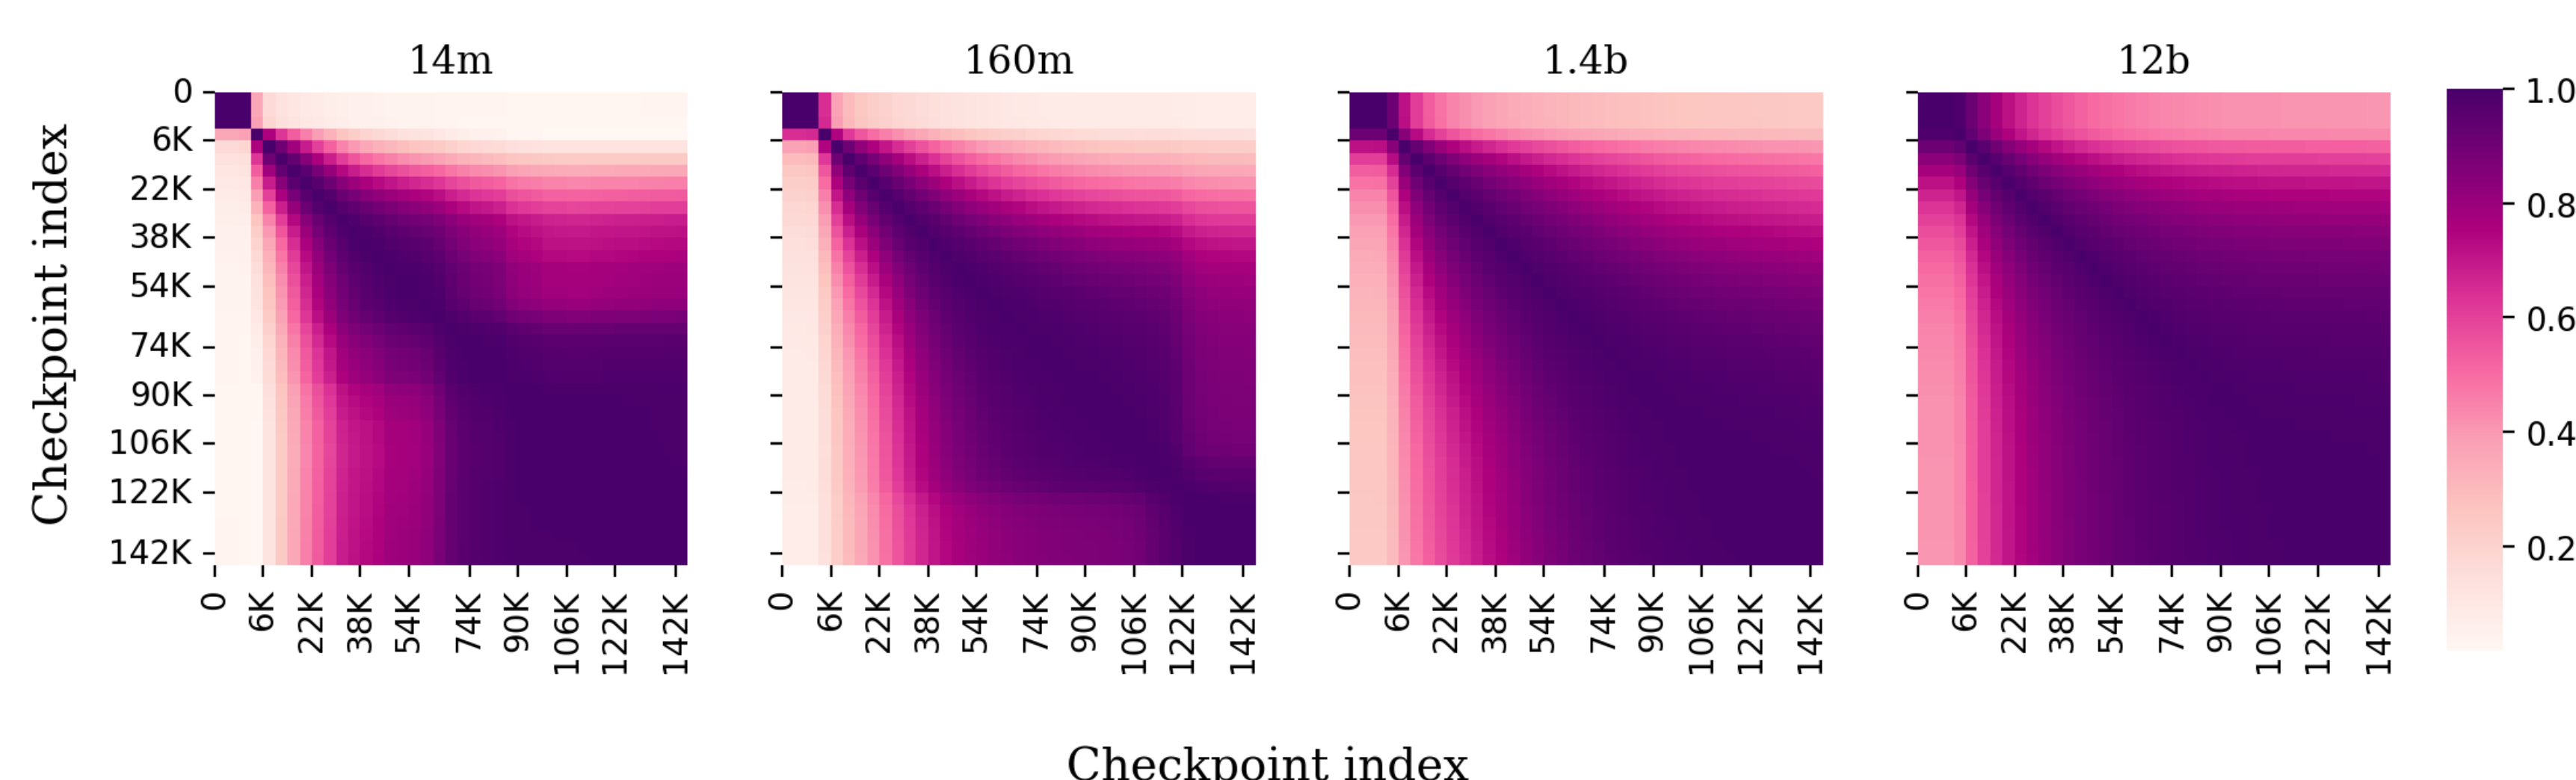 14m 160m 1.4b 12b
Checkpoint index
0
6K
22K
38K
54K
74K
90K
106K
122K
142K
0 6K 22K 38K 54K 74K 90K 106K 122K 142K
0 6K 22K 38K 54K 74K 90K 106K 122K 142K
0 6K 22K 38K 54K 74K 90K 106K 122K 142K
0 6K 22K 38K 54K 74K 90K 106K 122K 142K
1.0
0.8
0.6
0.4
0.2
Checkpoint index